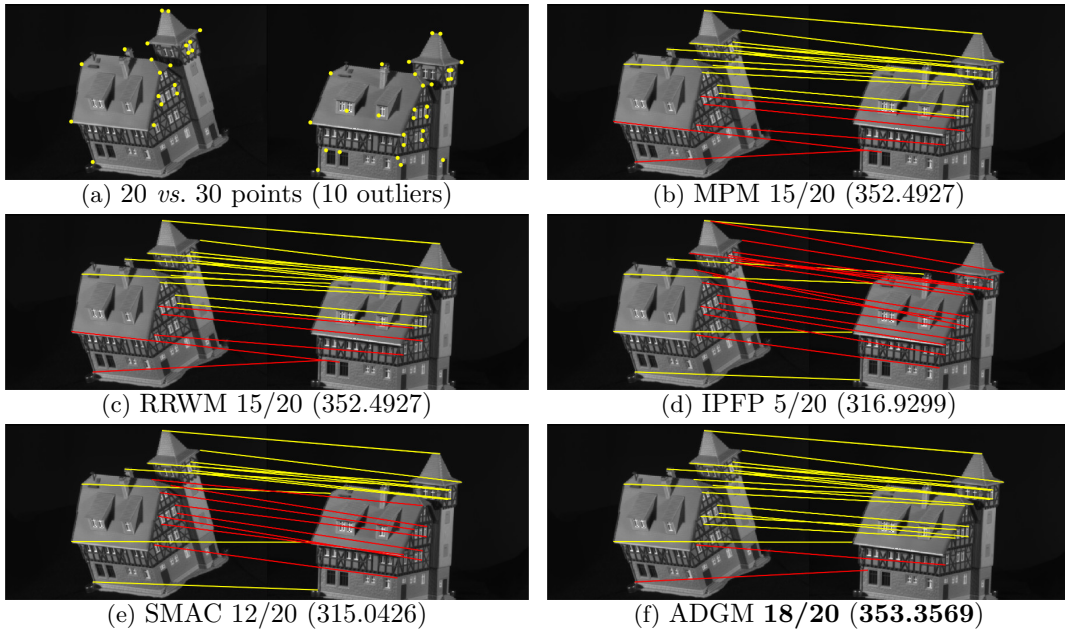 (a) 20 vs. 30 points (10 outliers)
(b) MPM 15/20 (352.4927)
(c) RRWM 15/20 (352.4927)
(d) IPFP 5/20 (316.9299)
(e) SMAC 12/20 (315.0426)
(f) ADGM 18/20 (353.3569)